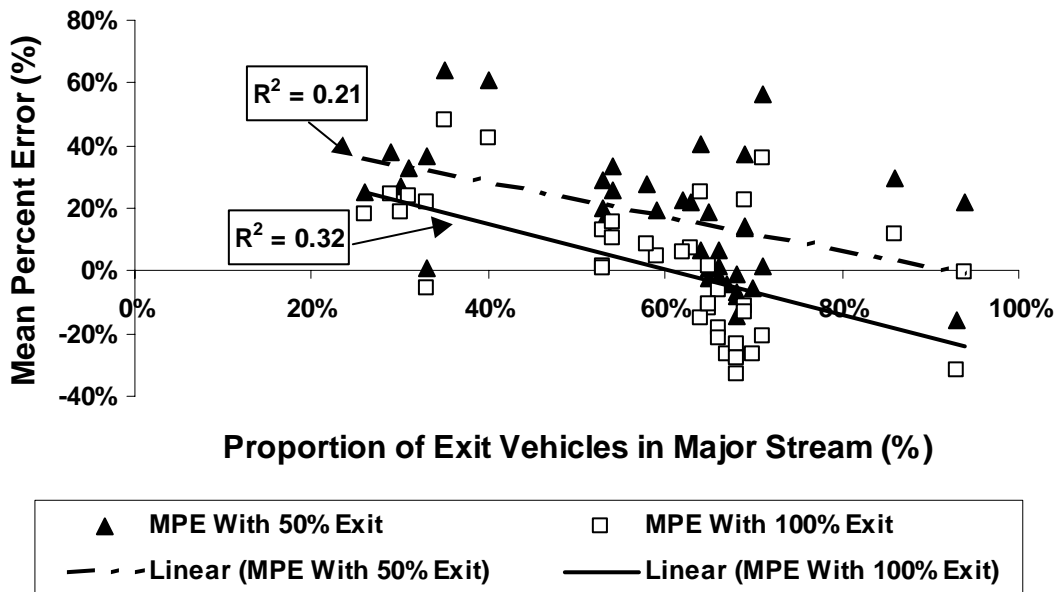 80%
60%
40%
20%
0%
-20%
-40%
Mean Percent Error (%)
R² = 0.21
R² = 0.32
0% 20% 40% 60% 80% 100%
Proportion of Exit Vehicles in Major Stream (%)
MPE With 50% Exit MPE With 100% Exit
Linear (MPE With 50% Exit) Linear (MPE With 100% Exit)